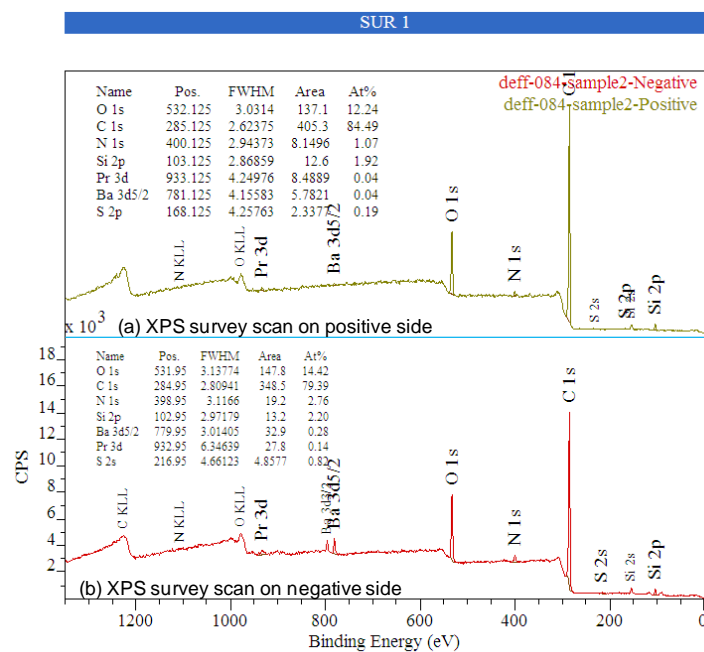 SUR 1
deff-084-sample2-Negative
deff-084-sample2-Positive
Name Pos. FWHM Area At%
O 1s 532.125 3.0314 137.1 12.24
C 1s 285.125 2.62375 405.3 84.49
N 1s 400.125 2.94373 8.1496 1.07
Si 2p 103.125 2.86859 12.6 1.92
Pr 3d 933.125 4.24976 8.4889 0.04
Ba 3d5/2 781.125 4.15583 5.7821 0.04
S 2p 168.125 4.25763 2.3377 0.19
N KLL
O KLL
Pr 3d
Ba 3d5/2
O 1s
N 1s
C 1s
S 2s
S 2p
Si 2s
Si 2p
x 10³
(a) XPS survey scan on positive side
Name Pos. FWHM Area At%
O 1s 531.95 3.13774 147.8 14.42
C 1s 284.95 2.80941 348.5 79.39
N 1s 398.95 3.1166 19.2 2.76
Si 2p 102.95 2.97179 13.2 2.20
Ba 3d5/2 779.95 3.01405 32.9 0.28
Pr 3d 932.95 6.34639 27.8 0.14
S 2s 216.95 4.66123 4.8577 0.82
18
16
14
12
10
8
6
4
2
CPS
C KLL
N KLL
O KLL
Pr 3d
Ba 3d3/2
Ba 3d5/2
O 1s
N 1s
C 1s
S 2s
Si 2s
Si 2p
(b) XPS survey scan on negative side
1200 1000 800 600 400 200 0
Binding Energy (eV)